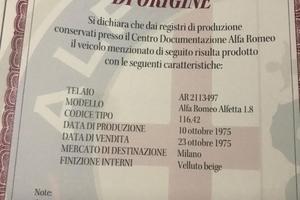 DI ORIGINE
Si dichiara che dai registri di produzione
conservati presso il Centro Documentazione Alfa Romeo
il veicolo menzionato di seguito risulta prodotto
con le seguenti caratteristiche:
TELAIO AR 2113497
MODELLO Alfa Romeo Alfetta 1.8
CODICE TIPO 116.42
DATA DI PRODUZIONE 10 ottobre 1975
DATA DI VENDITA 23 ottobre 1975
MERCATO DI DESTINAZIONE Milano
FINIZIONE INTERNI Velluto beige
Note: